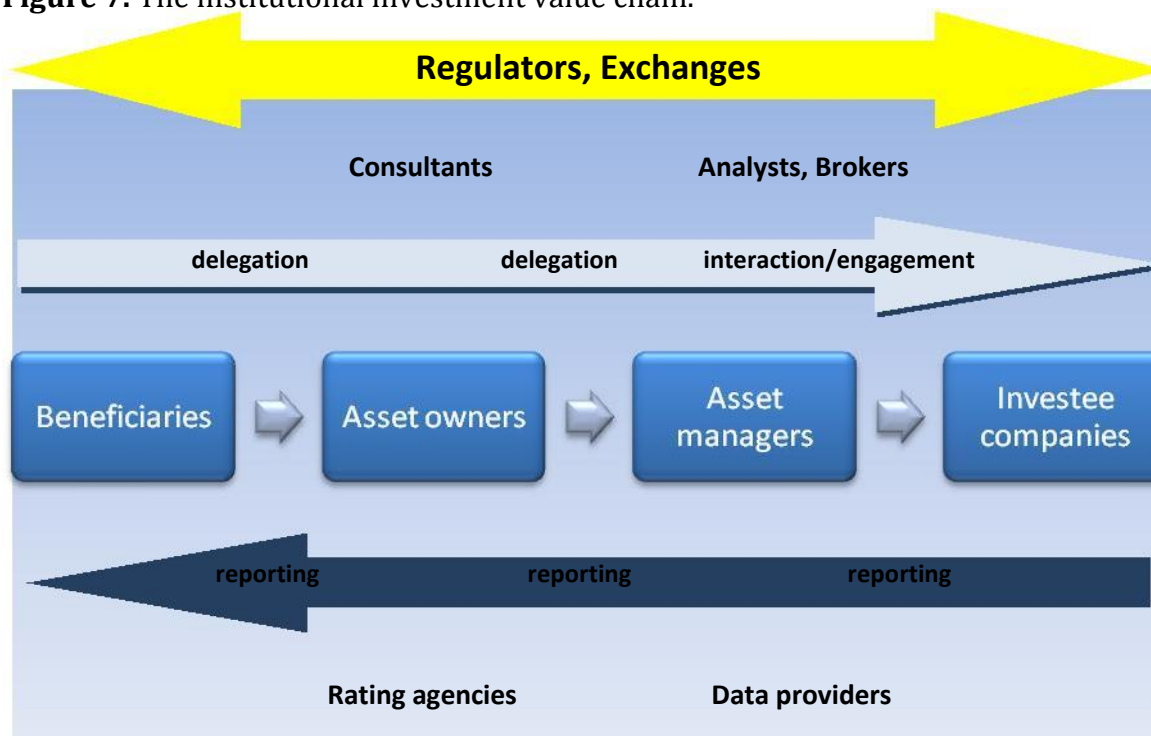 Figure 7. The institutional investment value chain.
Regulators, Exchanges
Consultants Analysts, Brokers
delegation delegation interaction/engagement
Beneficiaries Asset owners Asset managers Investee companies
reporting reporting reporting
Rating agencies Data providers